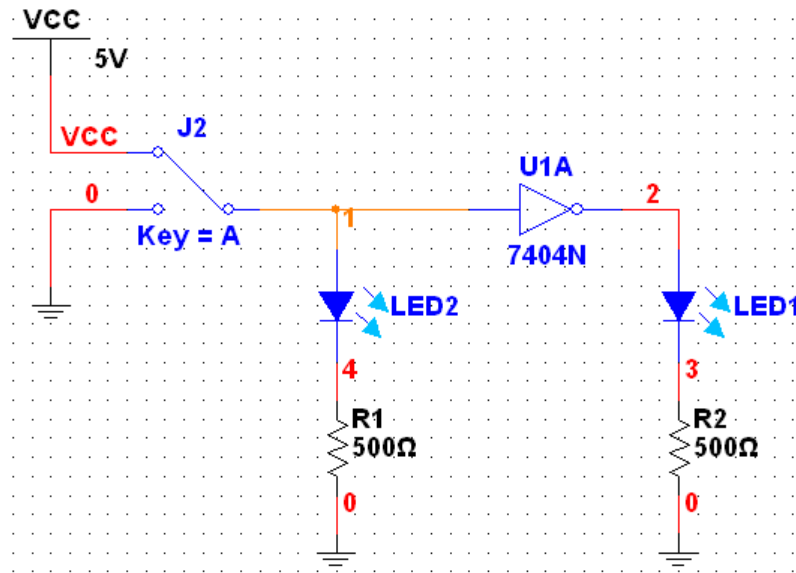 VCC
5V
VCC
J2
0
Key = A
1
U1A
7404N
2
LED2
LED1
4
3
R1
500Ω
R2
500Ω
0
0